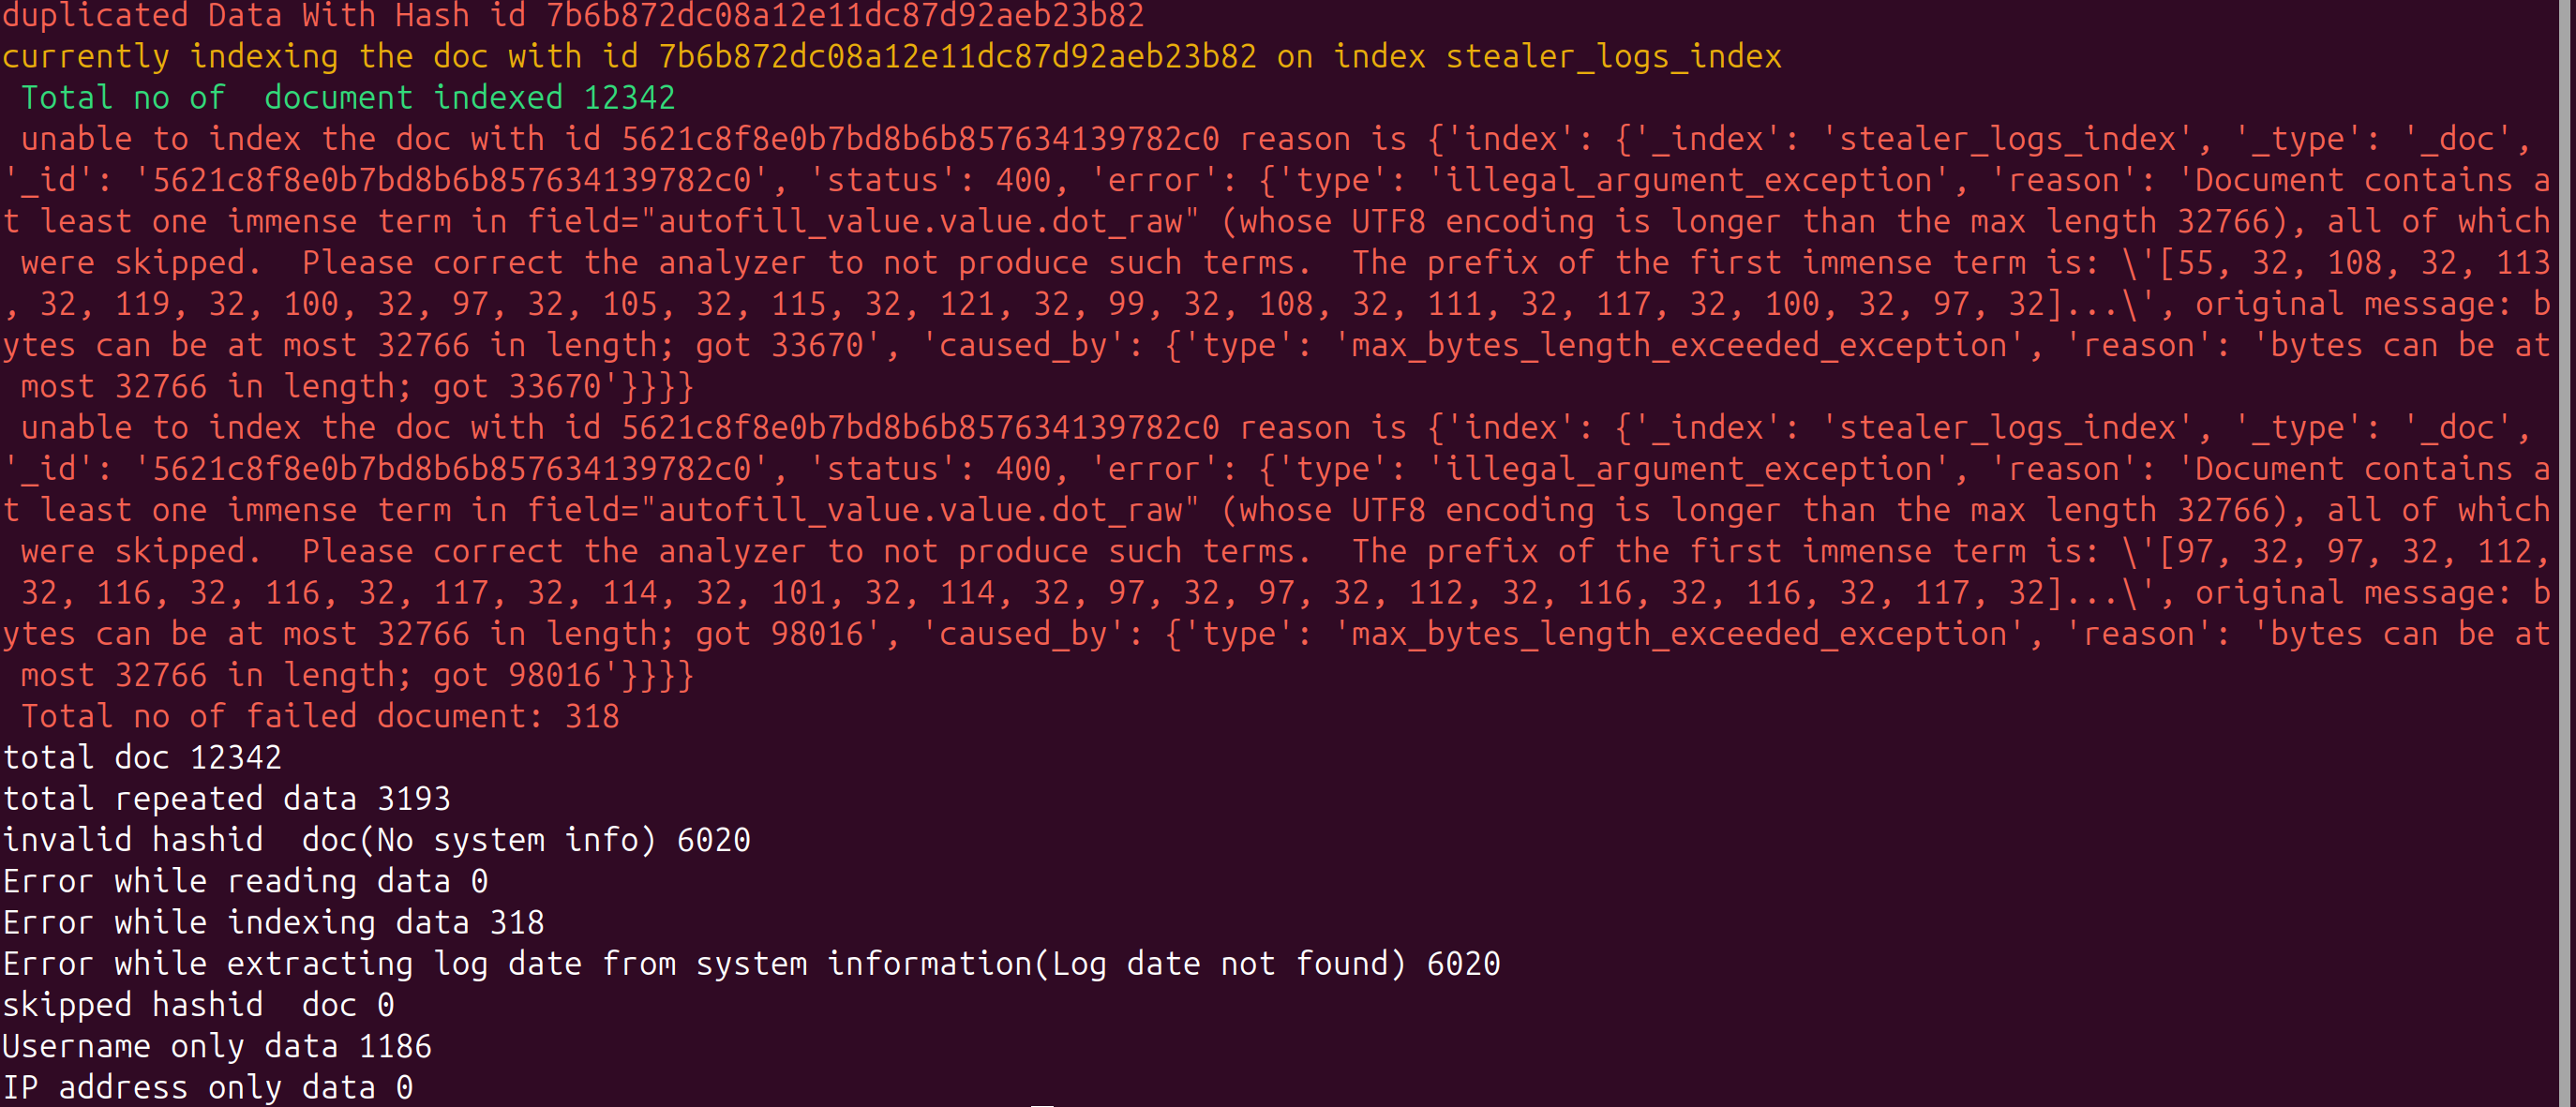 duplicated Data With Hash id 7b6b872dc08a12e11dc87d92aeb23b82
currently indexing the doc with id 7b6b872dc08a12e11dc87d92aeb23b82 on index stealer_logs_index
 Total no of  document indexed 12342
 unable to index the doc with id 5621c8f8e0b7bd8b6b857634139782c0 reason is {'index': {'_index': 'stealer_logs_index', '_type': '_doc',
'_id': '5621c8f8e0b7bd8b6b857634139782c0', 'status': 400, 'error': {'type': 'illegal_argument_exception', 'reason': 'Document contains a
t least one immense term in field="autofill_value.value.dot_raw" (whose UTF8 encoding is longer than the max length 32766), all of which
 were skipped.  Please correct the analyzer to not produce such terms.  The prefix of the first immense term is: \'[55, 32, 108, 32, 113
, 32, 119, 32, 100, 32, 97, 32, 105, 32, 115, 32, 121, 32, 99, 32, 108, 32, 111, 32, 117, 32, 100, 32, 97, 32]...\', original message: b
ytes can be at most 32766 in length; got 33670', 'caused_by': {'type': 'max_bytes_length_exceeded_exception', 'reason': 'bytes can be at
 most 32766 in length; got 33670'}}}}
 unable to index the doc with id 5621c8f8e0b7bd8b6b857634139782c0 reason is {'index': {'_index': 'stealer_logs_index', '_type': '_doc',
'_id': '5621c8f8e0b7bd8b6b857634139782c0', 'status': 400, 'error': {'type': 'illegal_argument_exception', 'reason': 'Document contains a
t least one immense term in field="autofill_value.value.dot_raw" (whose UTF8 encoding is longer than the max length 32766), all of which
 were skipped.  Please correct the analyzer to not produce such terms.  The prefix of the first immense term is: \'[97, 32, 97, 32, 112,
 32, 116, 32, 116, 32, 117, 32, 114, 32, 101, 32, 114, 32, 97, 32, 97, 32, 112, 32, 116, 32, 116, 32, 117, 32]...\', original message: b
ytes can be at most 32766 in length; got 98016', 'caused_by': {'type': 'max_bytes_length_exceeded_exception', 'reason': 'bytes can be at
 most 32766 in length; got 98016'}}}}
 Total no of failed document: 318
total doc 12342
total repeated data 3193
invalid hashid  doc(No system info) 6020
Error while reading data 0
Error while indexing data 318
Error while extracting log date from system information(Log date not found) 6020
skipped hashid  doc 0
Username only data 1186
IP address only data 0